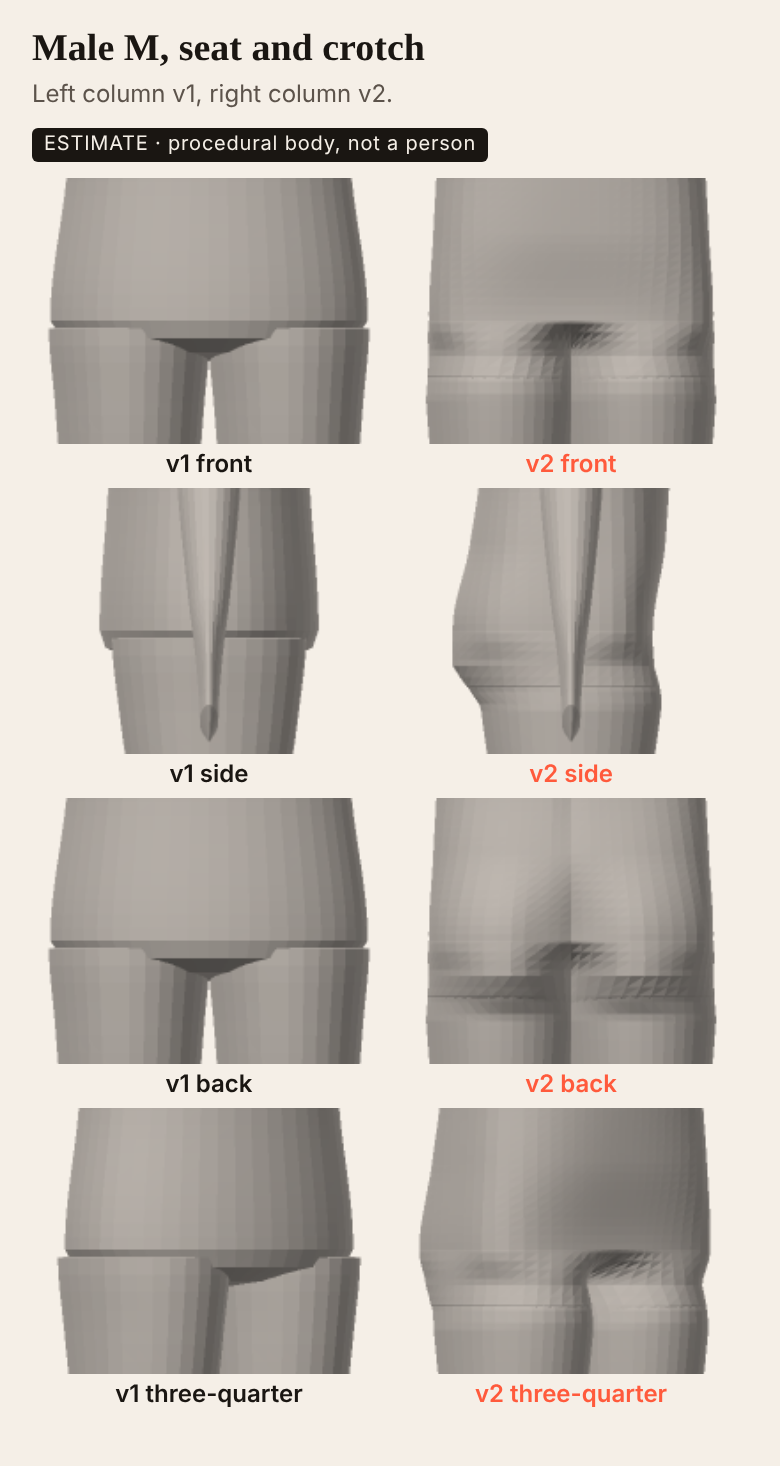 Male M, seat and crotch
Left column v1, right column v2.
ESTIMATE · procedural body, not a person
v1 front
v2 front
v1 side
v2 side
v1 back
v2 back
v1 three-quarter
v2 three-quarter